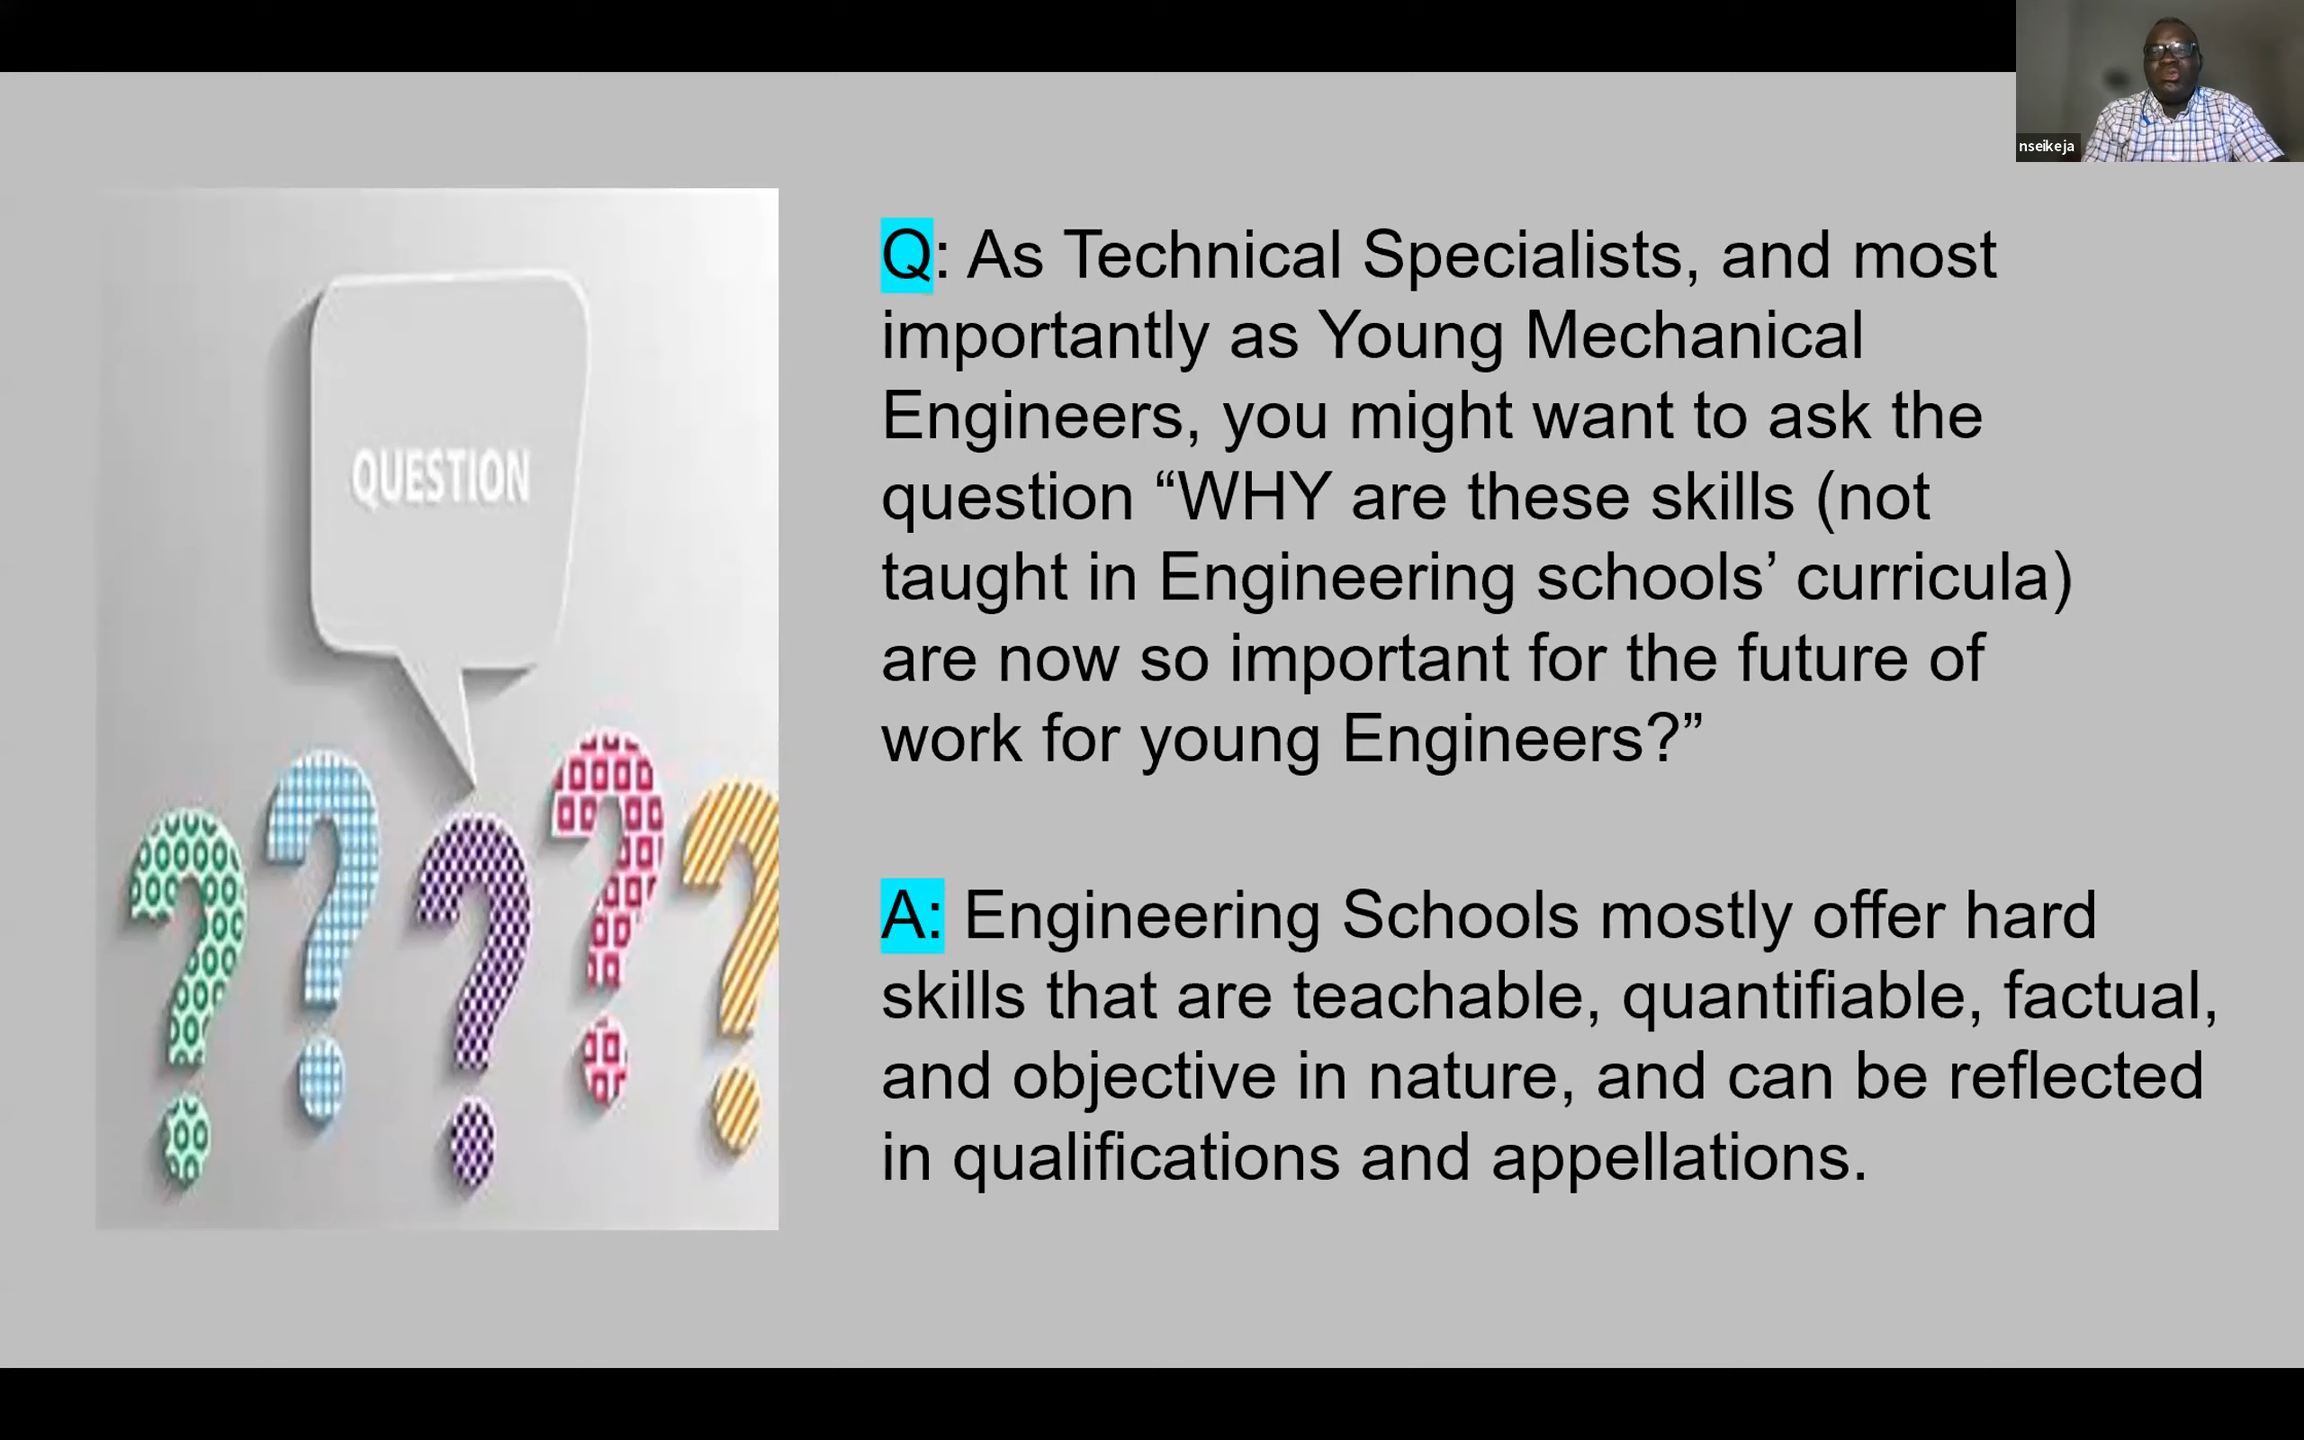 nseikeja
QUESTION
Q: As Technical Specialists, and most
importantly as Young Mechanical
Engineers, you might want to ask the
question “WHY are these skills (not
taught in Engineering schools’ curricula)
are now so important for the future of
work for young Engineers?”
A: Engineering Schools mostly offer hard
skills that are teachable, quantifiable, factual,
and objective in nature, and can be reflected
in qualifications and appellations.